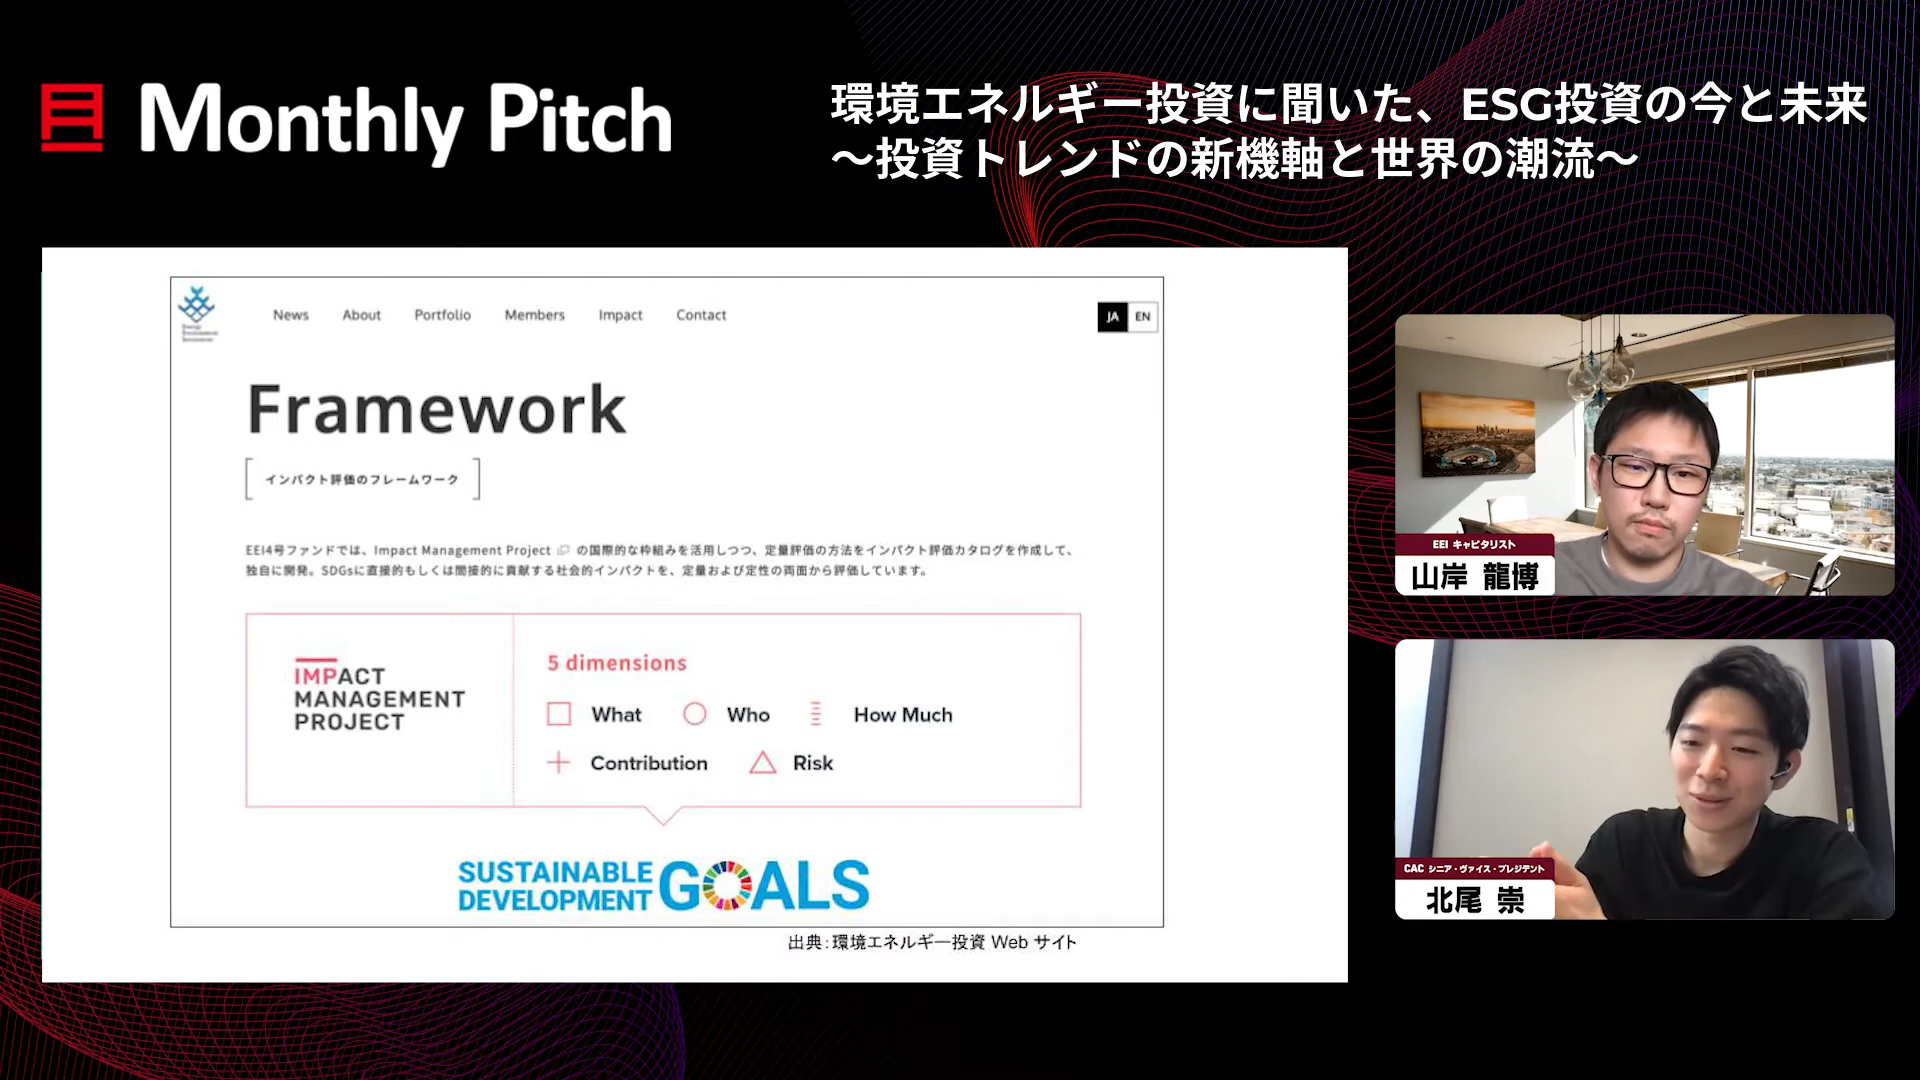 Monthly Pitch
環境エネルギー投資に聞いた、ESG投資の今と未来
〜投資トレンドの新機軸と世界の潮流〜
News About Portfolio Members Impact Contact
JA EN
Framework
インパクト評価のフレームワーク
EEI4号ファンドでは、Impact Management Project の国際的な枠組みを活用しつつ、定量評価の方法をインパクト評価カタログを作成して、
独自に開発。SDGsに直接的もしくは間接的に貢献する社会的インパクトを、定量および定性の両面から評価しています。
IMPACT
MANAGEMENT
PROJECT
5 dimensions
What Who How Much
Contribution Risk
SUSTAINABLE
DEVELOPMENT
GOALS
出典：環境エネルギー投資 Web サイト
EEI キャピタリスト
山岸 龍博
CAC シニア・ヴァイス・プレジデント
北尾 崇